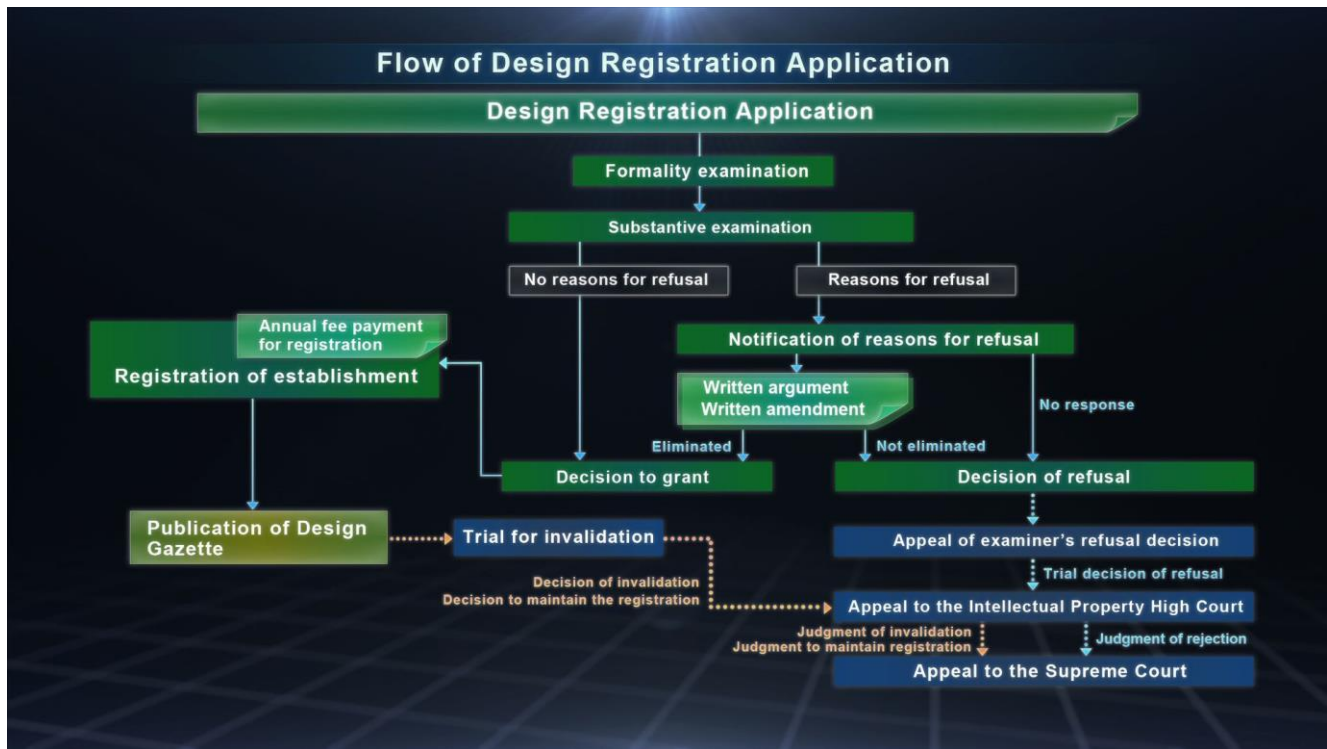 Flow of Design Registration Application
Design Registration Application
Formality examination
Substantive examination
No reasons for refusal
Reasons for refusal
Annual fee payment
for registration
Registration of establishment
Notification of reasons for refusal
Written argument
Written amendment
No response
Eliminated
Not eliminated
Decision to grant
Decision of refusal
Publication of Design
Gazette
Trial for invalidation
Appeal of examiner's refusal decision
Decision of invalidation
Decision to maintain the registration
Trial decision of refusal
Appeal to the Intellectual Property High Court
Judgment of invalidation
Judgment to maintain registration
Judgment of rejection
Appeal to the Supreme Court